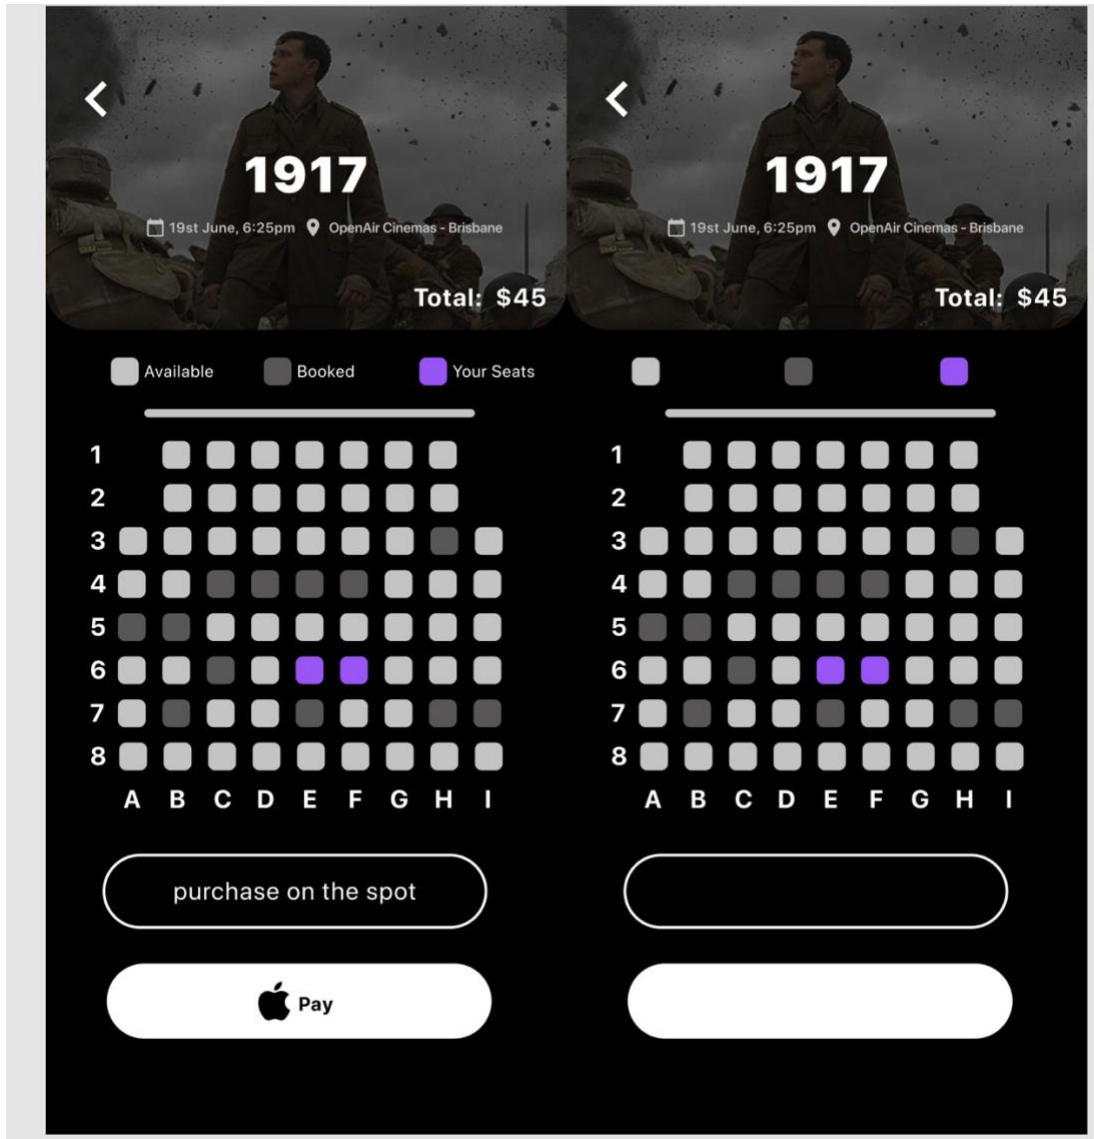 1917
19st June, 6:25pm OpenAir Cinemas - Brisbane
Total: $45
Available Booked Your Seats
1
2
3
4
5
6
7
8
A B C D E F G H I
purchase on the spot
Pay
1917
19st June, 6:25pm OpenAir Cinemas - Brisbane
Total: $45
1
2
3
4
5
6
7
8
A B C D E F G H I